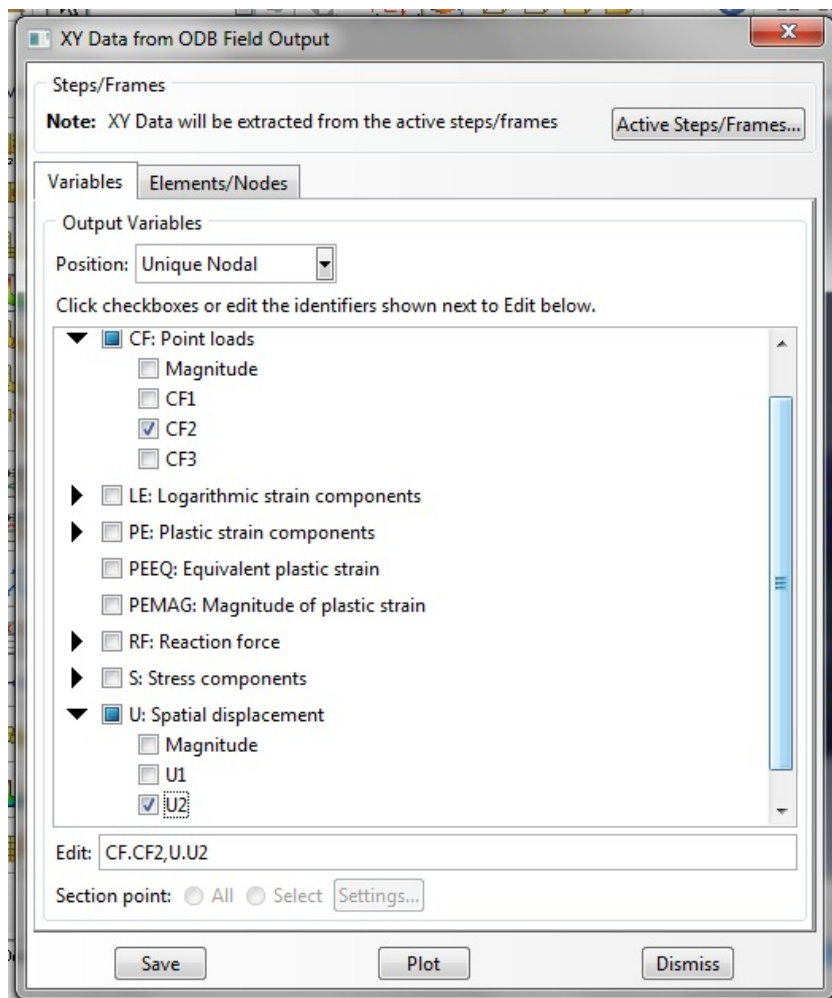 XY Data from ODB Field Output
Steps/Frames
Note: XY Data will be extracted from the active steps/frames
Active Steps/Frames...
Variables
Elements/Nodes
Output Variables
Position: Unique Nodal
Click checkboxes or edit the identifiers shown next to Edit below.
CF: Point loads
Magnitude
CF1
CF2
CF3
LE: Logarithmic strain components
PE: Plastic strain components
PEEQ: Equivalent plastic strain
PEMAG: Magnitude of plastic strain
RF: Reaction force
S: Stress components
U: Spatial displacement
Magnitude
U1
U2
Edit: CF.CF2,U.U2
Section point: All Select Settings...
Save Plot Dismiss